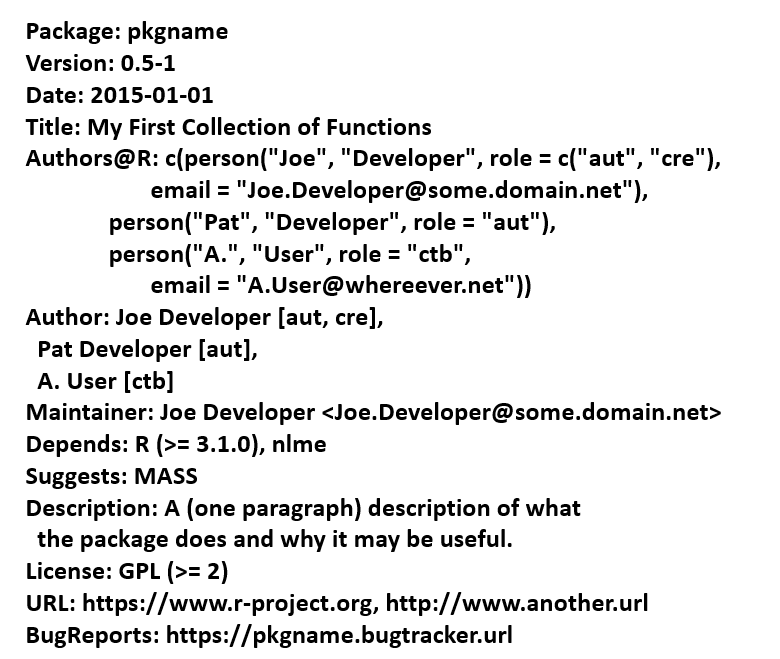 Package: pkgname
Version: 0.5-1
Date: 2015-01-01
Title: My First Collection of Functions
Authors@R: c(person("Joe", "Developer", role = c("aut", "cre"),
email = "Joe.Developer@some.domain.net"),
person("Pat", "Developer", role = "aut"),
person("A.", "User", role = "ctb",
email = "A.User@whereever.net"))
Author: Joe Developer [aut, cre],
Pat Developer [aut],
A. User [ctb]
Maintainer: Joe Developer <Joe.Developer@some.domain.net>
Depends: R (>= 3.1.0), nlme
Suggests: MASS
Description: A (one paragraph) description of what
the package does and why it may be useful.
License: GPL (>= 2)
URL: https://www.r-project.org, http://www.another.url
BugReports: https://pkgname.bugtracker.url